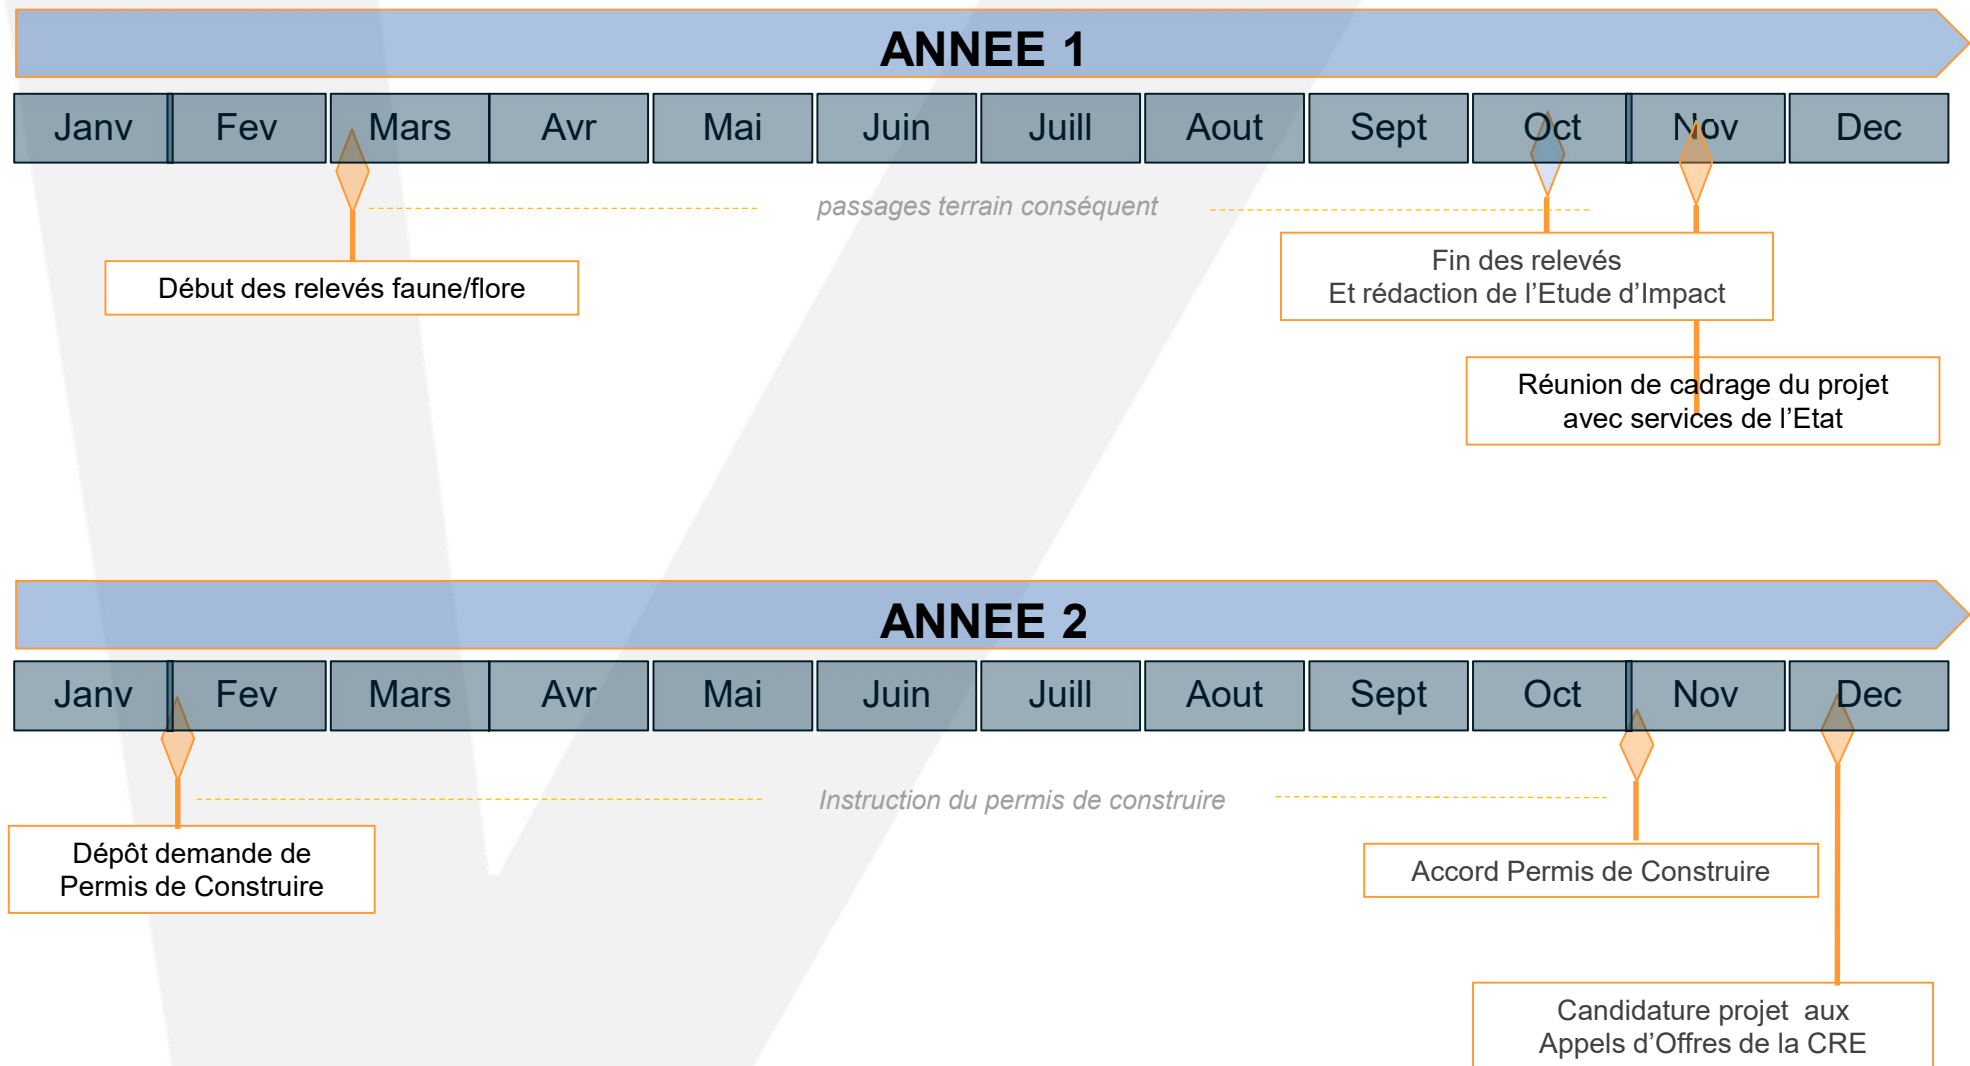 ANNEE 1
Janv Fev Mars Avr Mai Juin Juill Aout Sept Oct Nov Dec
passages terrain conséquent
Début des relevés faune/flore
Fin des relevés
Et rédaction de l’Etude d’Impact
Réunion de cadrage du projet
avec services de l’Etat
ANNEE 2
Janv Fev Mars Avr Mai Juin Juill Aout Sept Oct Nov Dec
Instruction du permis de construire
Dépôt demande de
Permis de Construire
Accord Permis de Construire
Candidature projet aux
Appels d’Offres de la CRE